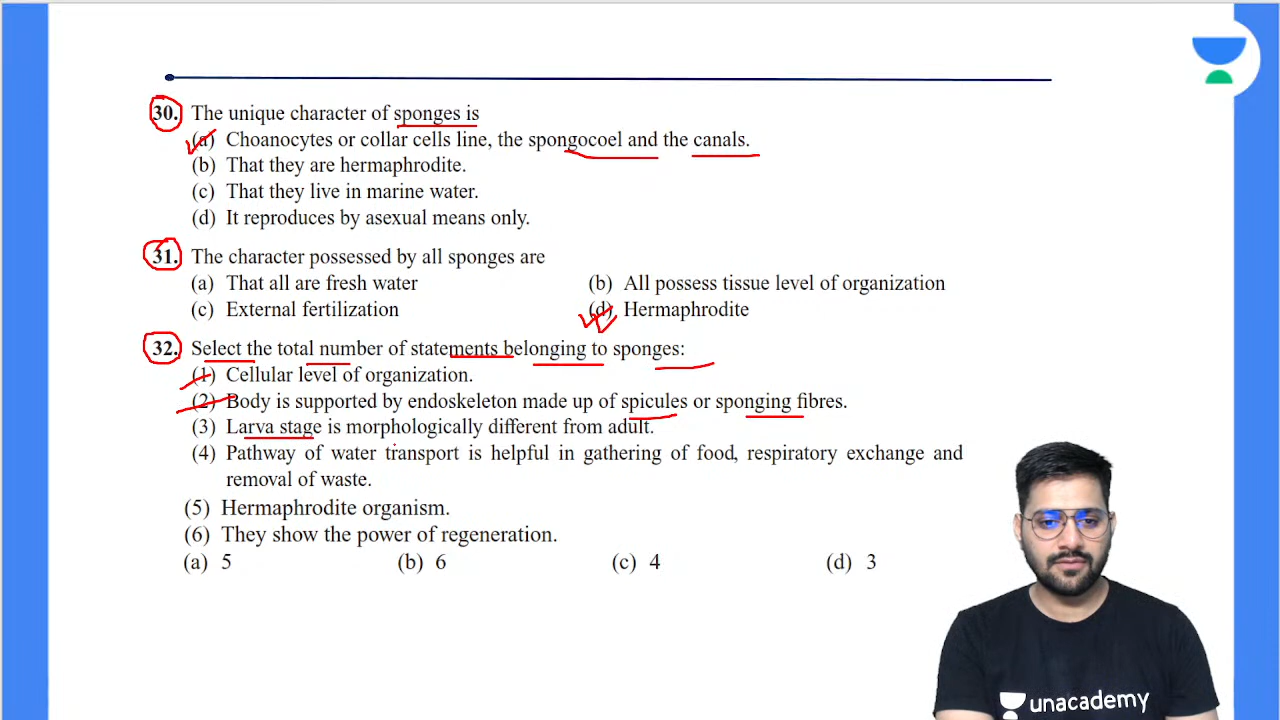 30. The unique character of sponges is
(a) Choanocytes or collar cells line, the spongocoel and the canals.
(b) That they are hermaphrodite.
(c) That they live in marine water.
(d) It reproduces by asexual means only.
31. The character possessed by all sponges are
(a) That all are fresh water (b) All possess tissue level of organization
(c) External fertilization (d) Hermaphrodite
32. Select the total number of statements belonging to sponges:
(1) Cellular level of organization.
(2) Body is supported by endoskeleton made up of spicules or sponging fibres.
(3) Larva stage is morphologically different from adult.
(4) Pathway of water transport is helpful in gathering of food, respiratory exchange and
removal of waste.
(5) Hermaphrodite organism.
(6) They show the power of regeneration.
(a) 5 (b) 6 (c) 4 (d) 3
unacademy